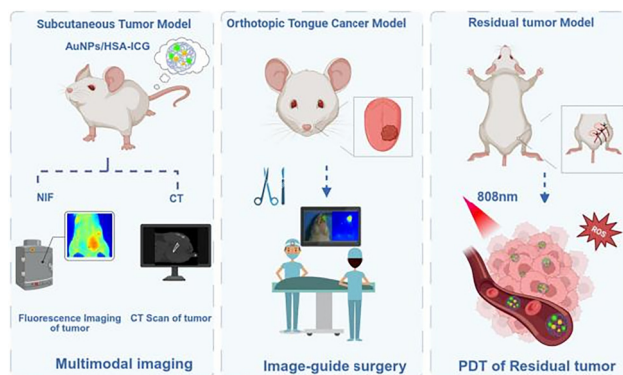 Subcutaneous Tumor Model
AuNPs/HSA-ICG
NIF
CT
Fluorescence Imaging
of tumor
CT Scan of tumor
Multimodal imaging
Orthotopic Tongue Cancer Model
Image-guide surgery
Residual tumor Model
808nm
ROS
PDT of Residual tumor